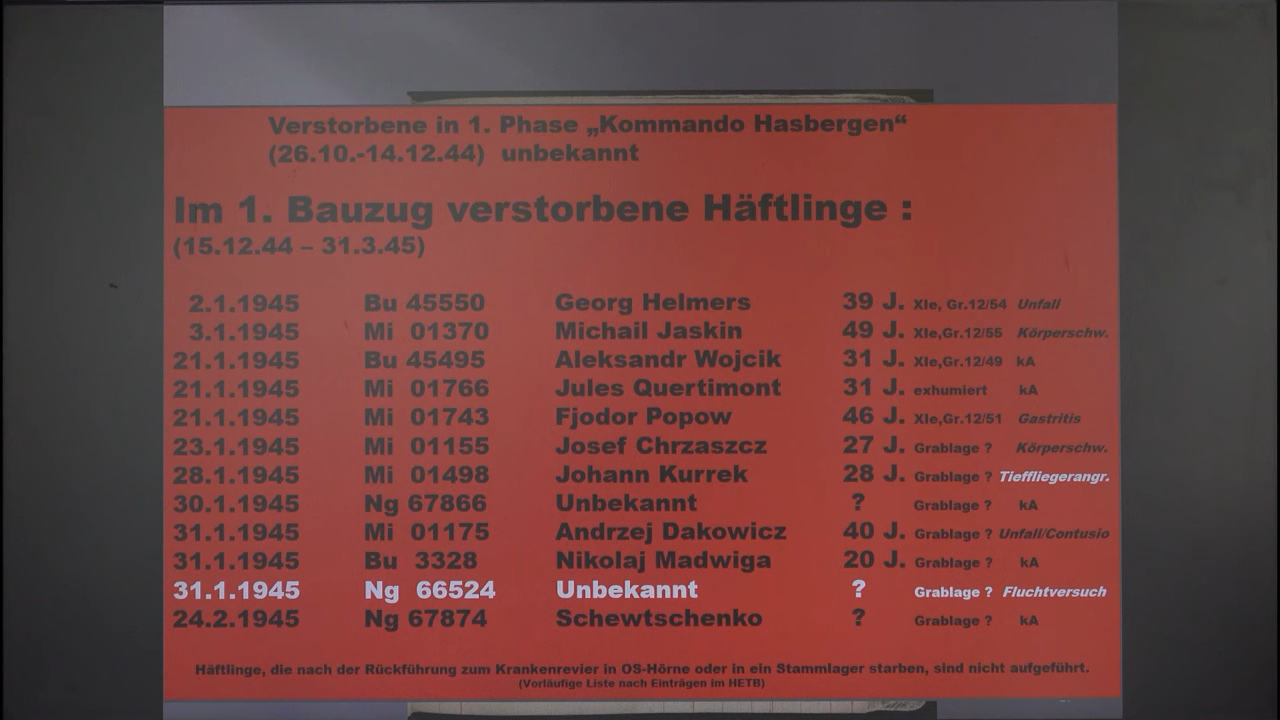 Verstorbene in 1. Phase „Kommando Hasbergen“
(26.10.-14.12.44) unbekannt
Im 1. Bauzug verstorbene Häftlinge :
(15.12.44 – 31.3.45)
2.1.1945 Bu 45550 Georg Helmers 39 J. XIe, Gr.12/54 Unfall
3.1.1945 Mi 01370 Michail Jaskin 49 J. XIe,Gr.12/55 Körperschw.
21.1.1945 Bu 45495 Aleksandr Wojcik 31 J. XIe,Gr.12/49 kA
21.1.1945 Mi 01766 Jules Quertimont 31 J. exhumiert kA
21.1.1945 Mi 01743 Fjodor Popow 46 J. XIe,Gr.12/51 Gastritis
23.1.1945 Mi 01155 Josef Chrzaszcz 27 J. Grablage ? Körperschw.
28.1.1945 Mi 01498 Johann Kurrek 28 J. Grablage ? Tieffliegerangr.
30.1.1945 Ng 67866 Unbekannt ? Grablage ? kA
31.1.1945 Mi 01175 Andrzej Dakowicz 40 J. Grablage ? Unfall/Contusio
31.1.1945 Bu 3328 Nikolaj Madwiga 20 J. Grablage ? kA
31.1.1945 Ng 66524 Unbekannt ? Grablage ? Fluchtversuch
24.2.1945 Ng 67874 Schewtschenko ? Grablage ? kA
Häftlinge, die nach der Rückführung zum Krankenrevier in OS-Hörne oder in ein Stammlager starben, sind nicht aufgeführt.
(Vorläufige Liste nach Einträgen im HETB)